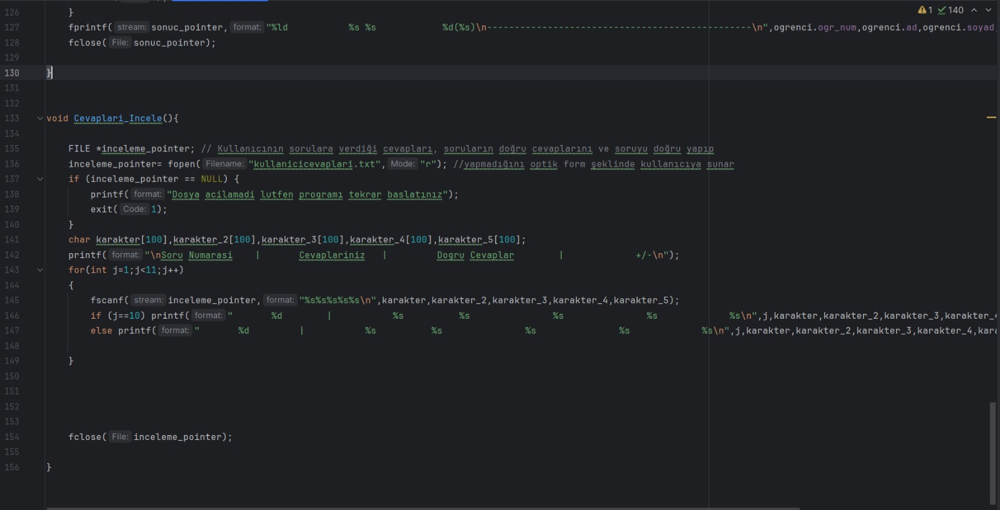 1 140
126 }
127 fprintf( stream: sonuc_pointer, format: "%ld           %s %s            %d(%s)\n------------------------------------------------\n",ogrenci.ogr_num,ogrenci.ad,ogrenci.soyad,
128 fclose( File: sonuc_pointer);
129
130 }
131
132
133 void Cevaplari_Incele(){
134
135 FILE *inceleme_pointer; // Kullanıcının sorulara verdiği cevapları, soruların doğru cevaplarını ve soruyu doğru yapıp
136 inceleme_pointer= fopen( Filename: "kullanicicevaplari.txt", Mode: "r"); //yapmadığını optik form şeklinde kullanıcıya sunar
137 if (inceleme_pointer == NULL) {
138 printf( format: "Dosya acilamadi lutfen programı tekrar baslatınız");
139 exit( Code: 1);
140 }
141 char karakter[100],karakter_2[100],karakter_3[100],karakter_4[100],karakter_5[100];
142 printf( format: "\nSoru Numarasi    |       Cevaplariniz   |         Dogru Cevaplar        |             +/-\n");
143 for(int j=1;j<11;j++)
144 {
145 fscanf( stream: inceleme_pointer, format: "%s%s%s%s%s\n",karakter,karakter_2,karakter_3,karakter_4,karakter_5);
146 if (j==10) printf( format: "       %d        |           %s          %s               %s               %s             %s\n",j,karakter,karakter_2,karakter_3,karakter_4
147 else printf( format: "       %d         |           %s          %s               %s               %s             %s\n",j,karakter,karakter_2,karakter_3,karakter_4,kara
148
149 }
150
151
152
153
154 fclose( File: inceleme_pointer);
155
156 }